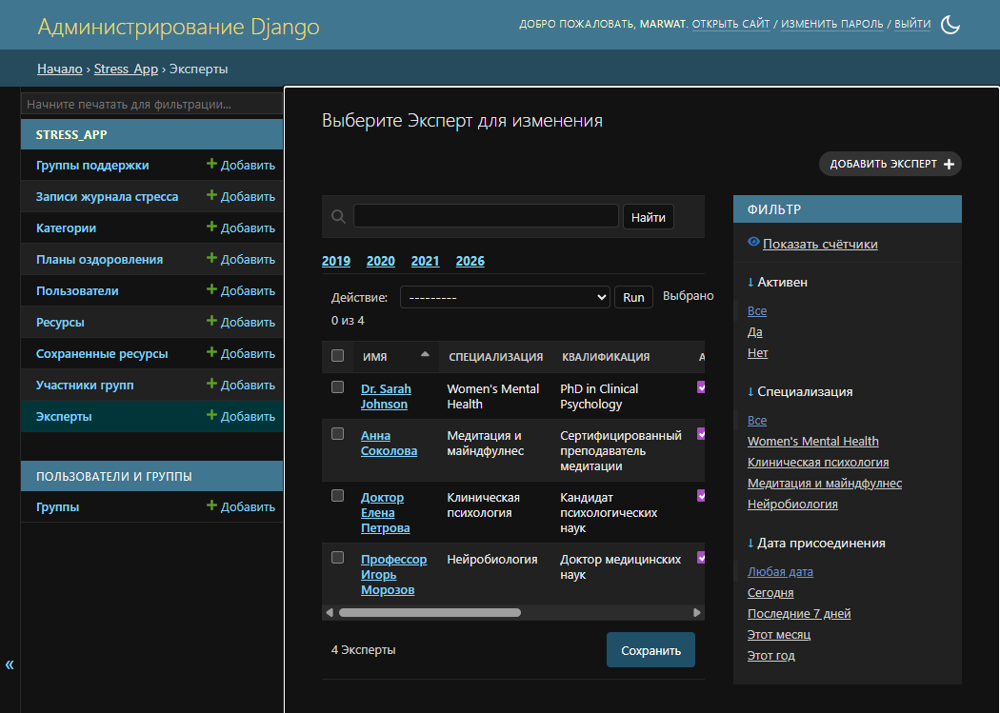 Администрирование Django
ДОБРО ПОЖАЛОВАТЬ, MARWAT. ОТКРЫТЬ САЙТ / ИЗМЕНИТЬ ПАРОЛЬ / ВЫЙТИ
Начало › Stress_App › Эксперты
Начните печатать для фильтрации...
STRESS_APP
Группы поддержки + Добавить
Записи журнала стресса + Добавить
Категории + Добавить
Планы оздоровления + Добавить
Пользователи + Добавить
Ресурсы + Добавить
Сохраненные ресурсы + Добавить
Участники групп + Добавить
Эксперты + Добавить
ПОЛЬЗОВАТЕЛИ И ГРУППЫ
Группы + Добавить
«
Выберите Эксперт для изменения
ДОБАВИТЬ ЭКСПЕРТ +
Найти
2019 2020 2021 2026
Действие: --------- Run Выбрано
0 из 4
ИМЯ СПЕЦИАЛИЗАЦИЯ КВАЛИФИКАЦИЯ
Dr. Sarah Women's Mental PhD in Clinical
Johnson Health Psychology
Анна Медитация и Сертифицированный
Соколова майндфулнес преподаватель
медитации
Доктор Клиническая Кандидат
Елена психология психологических
Петрова наук
Профессор Нейробиология Доктор медицинских
Игорь наук
Морозов
4 Эксперты
Сохранить
ФИЛЬТР
Показать счётчики
↓ Активен
Все
Да
Нет
↓ Специализация
Все
Women's Mental Health
Клиническая психология
Медитация и майндфулнес
Нейробиология
↓ Дата присоединения
Любая дата
Сегодня
Последние 7 дней
Этот месяц
Этот год